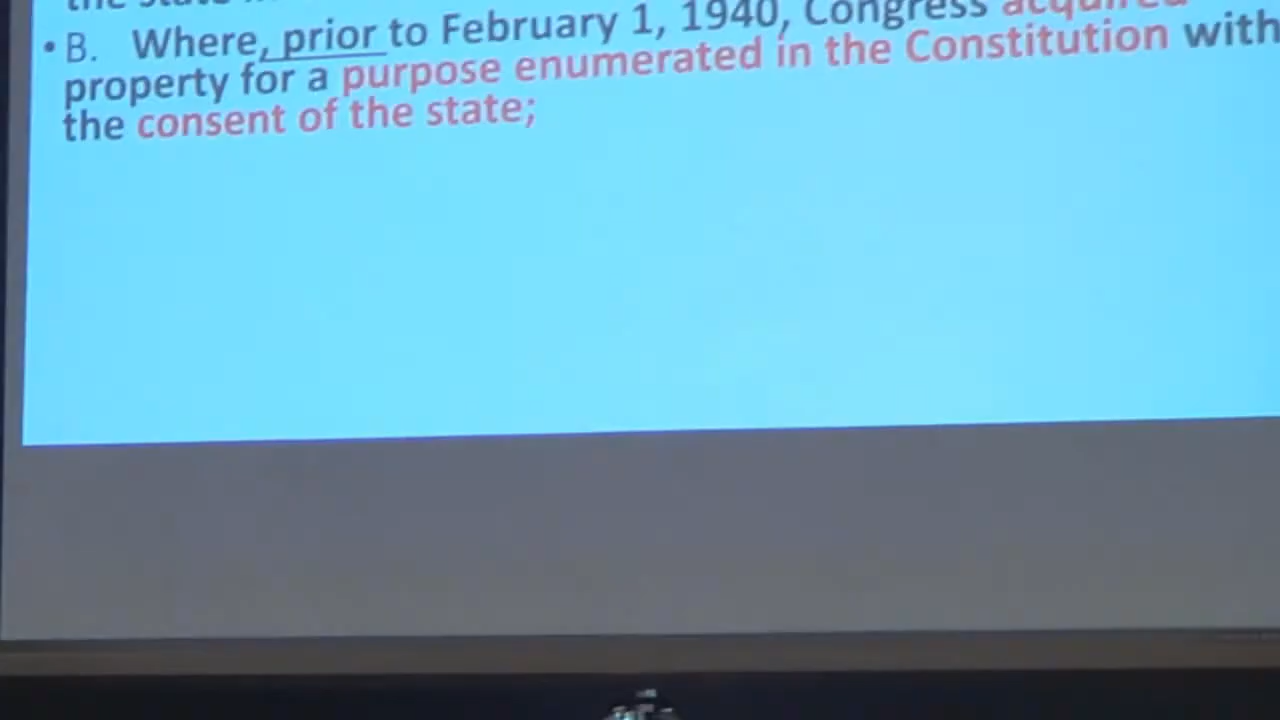 the state
• B. Where, prior to February 1, 1940, Congress acquired
property for a purpose enumerated in the Constitution with
the consent of the state;